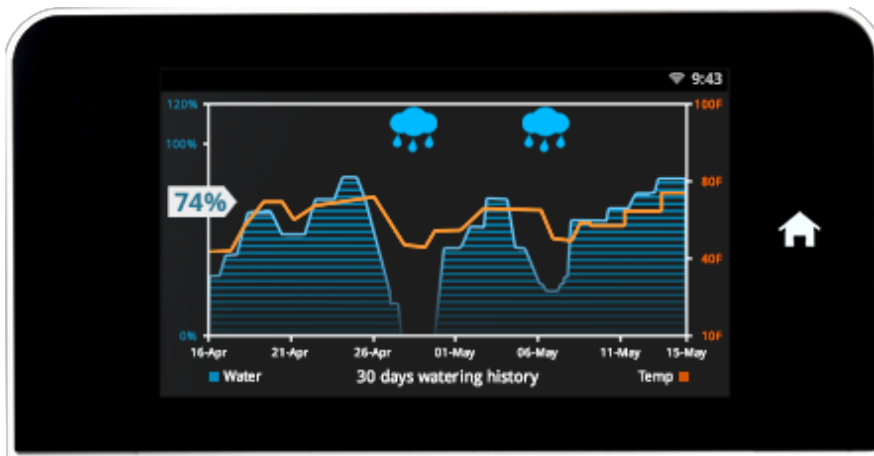 9:43
120%
100F
100%
80F
74%
40F
0%
10F
16-Apr 21-Apr 26-Apr 01-May 06-May 11-May 15-May
Water 30 days watering history Temp